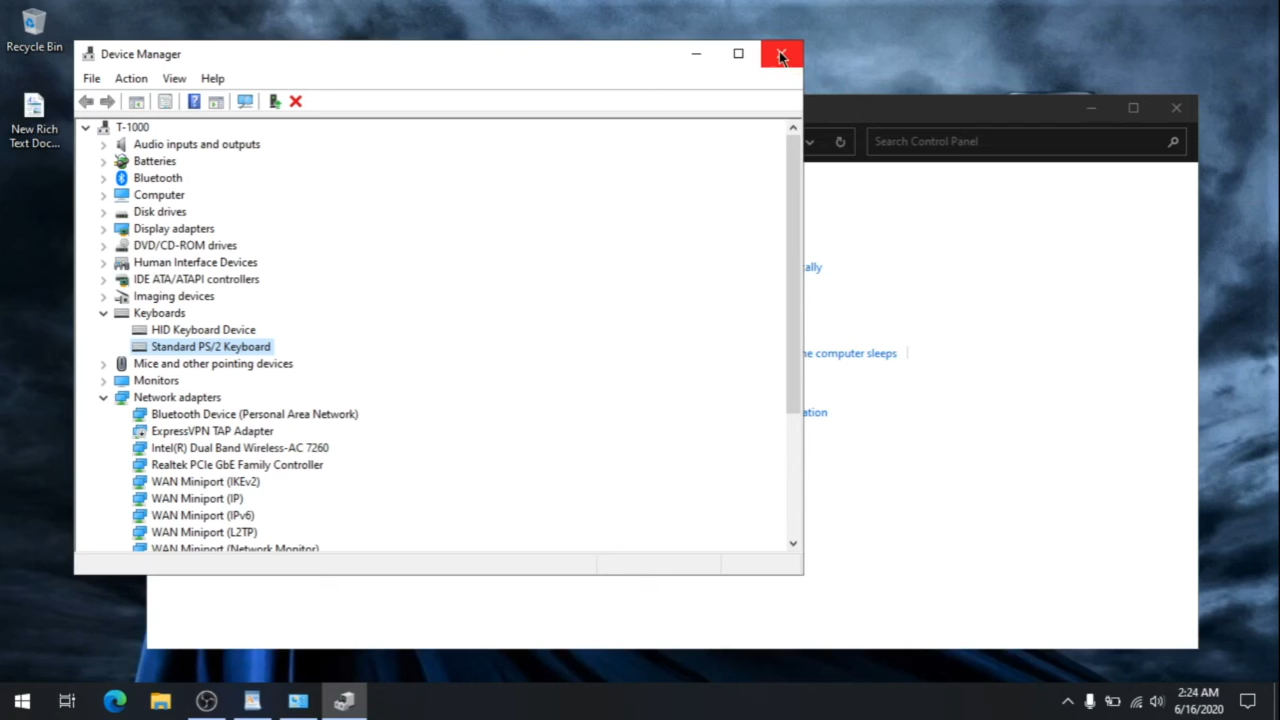 Recycle Bin
New Rich
Text Doc...
Device Manager
File Action View Help
T-1000
Audio inputs and outputs
Batteries
Bluetooth
Computer
Disk drives
Display adapters
DVD/CD-ROM drives
Human Interface Devices
IDE ATA/ATAPI controllers
Imaging devices
Keyboards
HID Keyboard Device
Standard PS/2 Keyboard
Mice and other pointing devices
Monitors
Network adapters
Bluetooth Device (Personal Area Network)
ExpressVPN TAP Adapter
Intel(R) Dual Band Wireless-AC 7260
Realtek PCIe GbE Family Controller
WAN Miniport (IKEv2)
WAN Miniport (IP)
WAN Miniport (IPv6)
WAN Miniport (L2TP)
WAN Miniport (Network Monitor)
Search Control Panel
ally
computer sleeps
ation
2:24 AM
6/16/2020